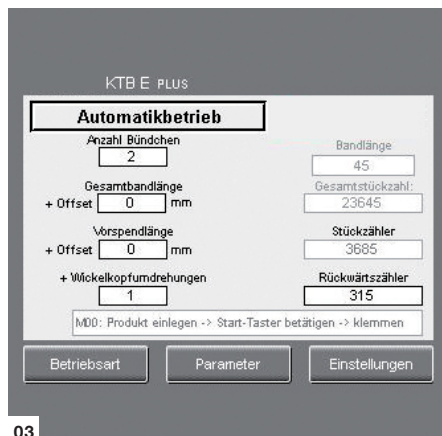 KTB E PLUS
Automatikbetrieb
Anzahl Bündchen
2
Gesamtbandlänge
+ Offset 0 mm
Vorspendlänge
+ Offset 0 mm
+ Wickelkopfumdrehungen
1
Bandlänge
45
Gesamtstückzahl:
23645
Stückzähler
3685
Rückwärtszähler
315
M00: Produkt einlegen -> Start-Taster betätigen -> klemmen
Betriebsart
Parameter
Einstellungen
03